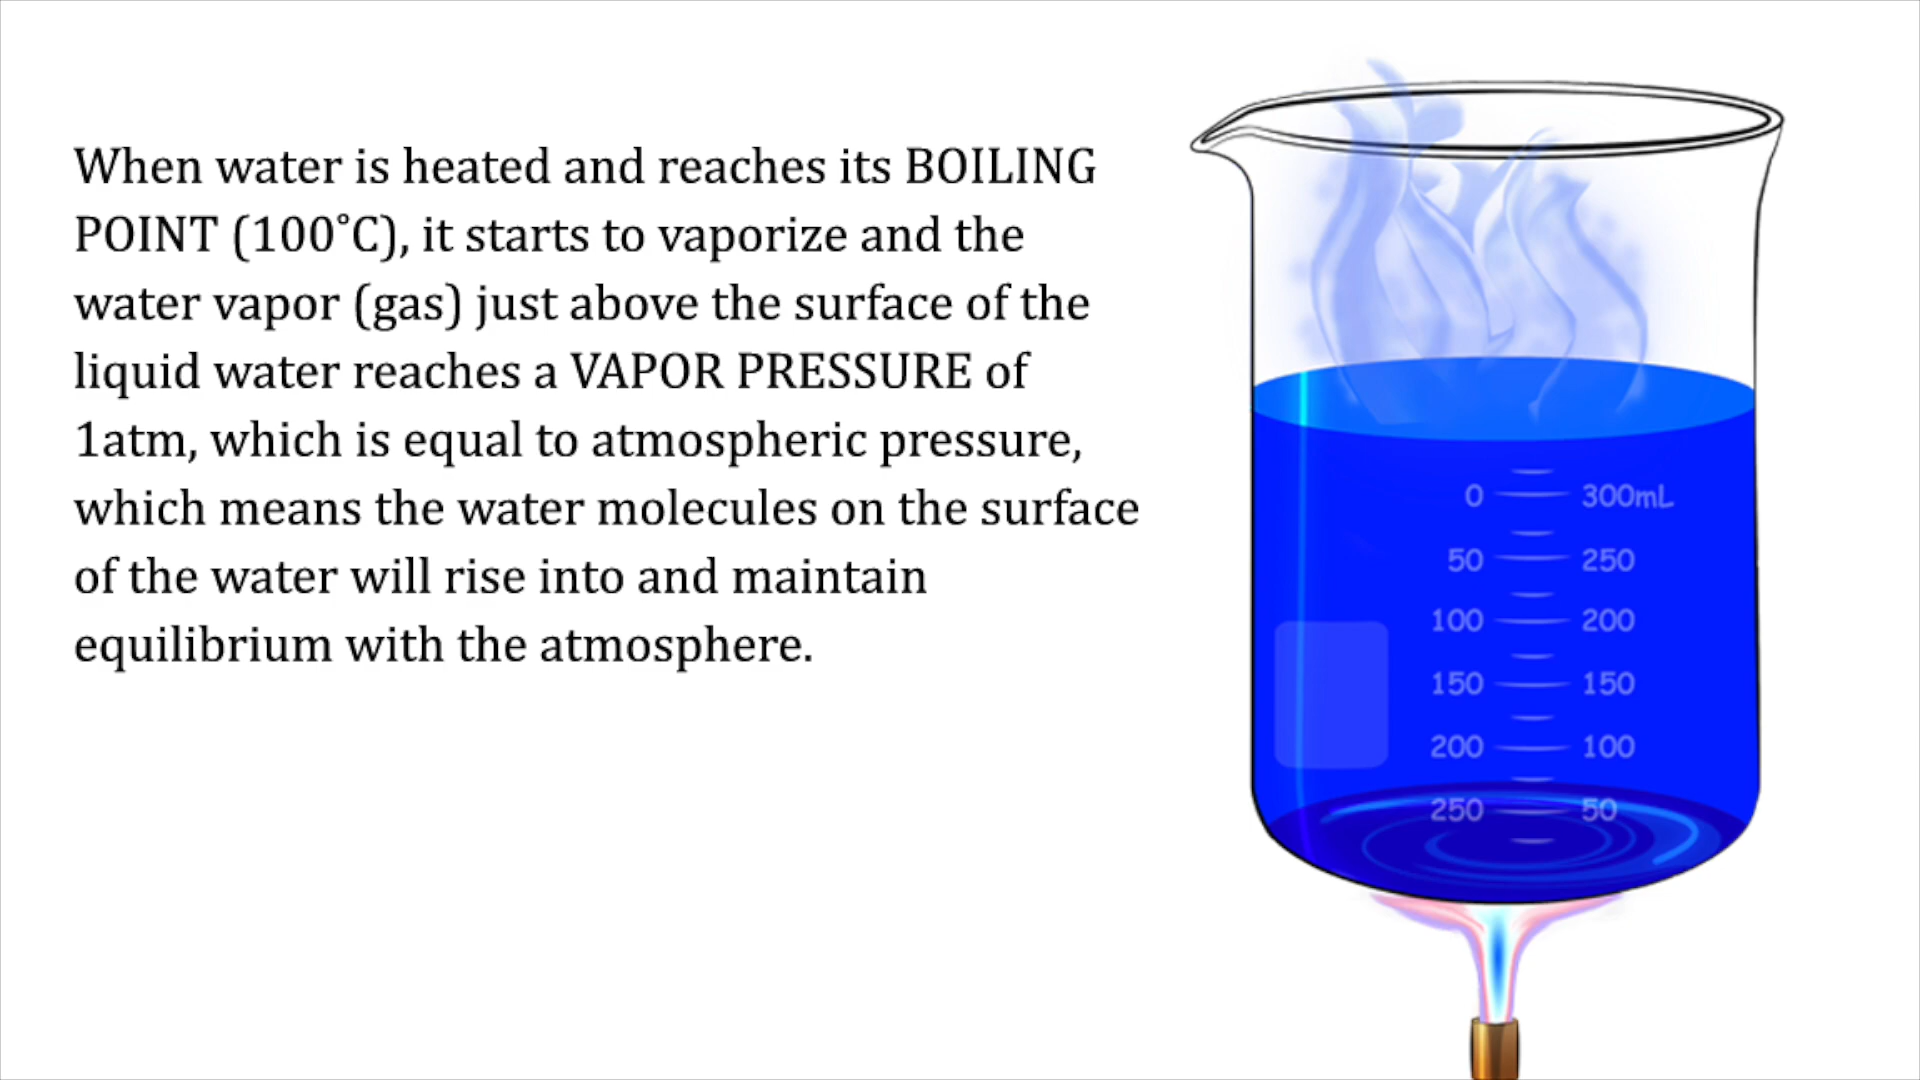 When water is heated and reaches its BOILING
POINT (100°C), it starts to vaporize and the
water vapor (gas) just above the surface of the
liquid water reaches a VAPOR PRESSURE of
1atm, which is equal to atmospheric pressure,
which means the water molecules on the surface
of the water will rise into and maintain
equilibrium with the atmosphere.
0 300mL
50 250
100 200
150 150
200 100
250 50